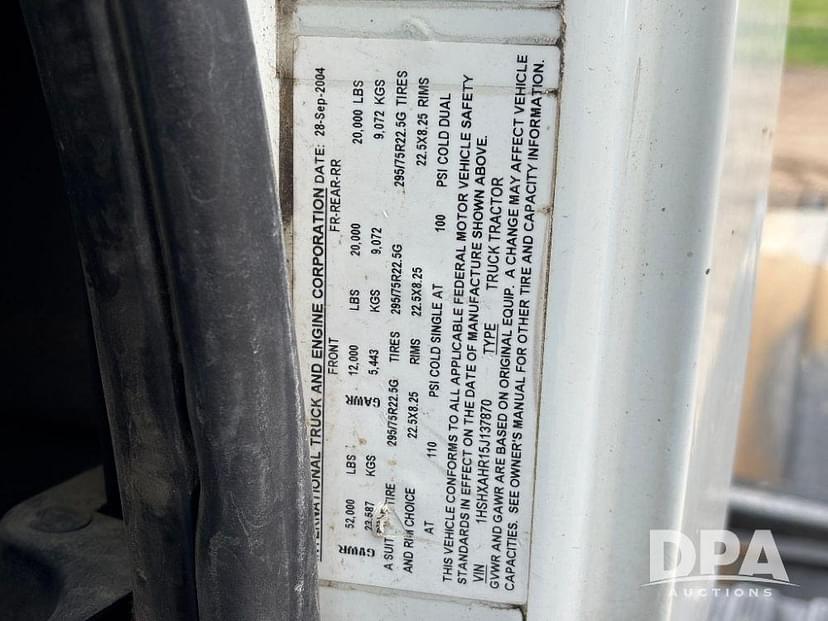 INTERNATIONAL TRUCK AND ENGINE CORPORATION DATE: 28-Sep-2004
FRONT FR-REAR-RR
GVWR 52,000 LBS GAWR 12,000 LBS 20,000 20,000 LBS
23,587 KGS 5,443 KGS 9,072 9,072 KGS
A SUIT TIRE 295/75R22.5G TIRES 295/75R22.5G 295/75R22.5G TIRES
AND RIM CHOICE 22.5X8.25 RIMS 22.5X8.25 22.5X8.25 RIMS
AT 110 PSI COLD SINGLE AT 100 PSI COLD DUAL
THIS VEHICLE CONFORMS TO ALL APPLICABLE FEDERAL MOTOR VEHICLE SAFETY
STANDARDS IN EFFECT ON THE DATE OF MANUFACTURE SHOWN ABOVE.
VIN 1HSHXAHR15J137870 TYPE TRUCK TRACTOR
GVWR AND GAWR ARE BASED ON ORIGINAL EQUIP. A CHANGE MAY AFFECT VEHICLE
CAPACITIES. SEE OWNER'S MANUAL FOR OTHER TIRE AND CAPACITY INFORMATION.
DPA
AUCTIONS